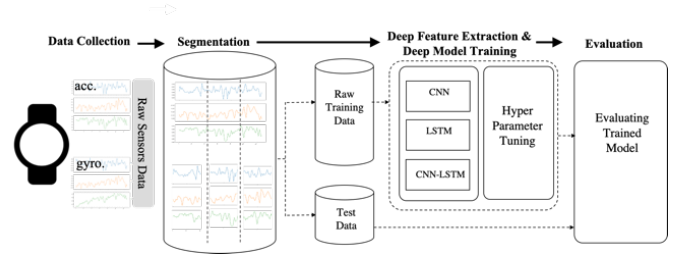 Data Collection
Segmentation
Deep Feature Extraction &
Deep Model Training
Evaluation
acc.
gyro.
Raw Sensors Data
Raw
Training
Data
Test
Data
CNN
LSTM
CNN-LSTM
Hyper
Parameter
Tuning
Evaluating
Trained
Model